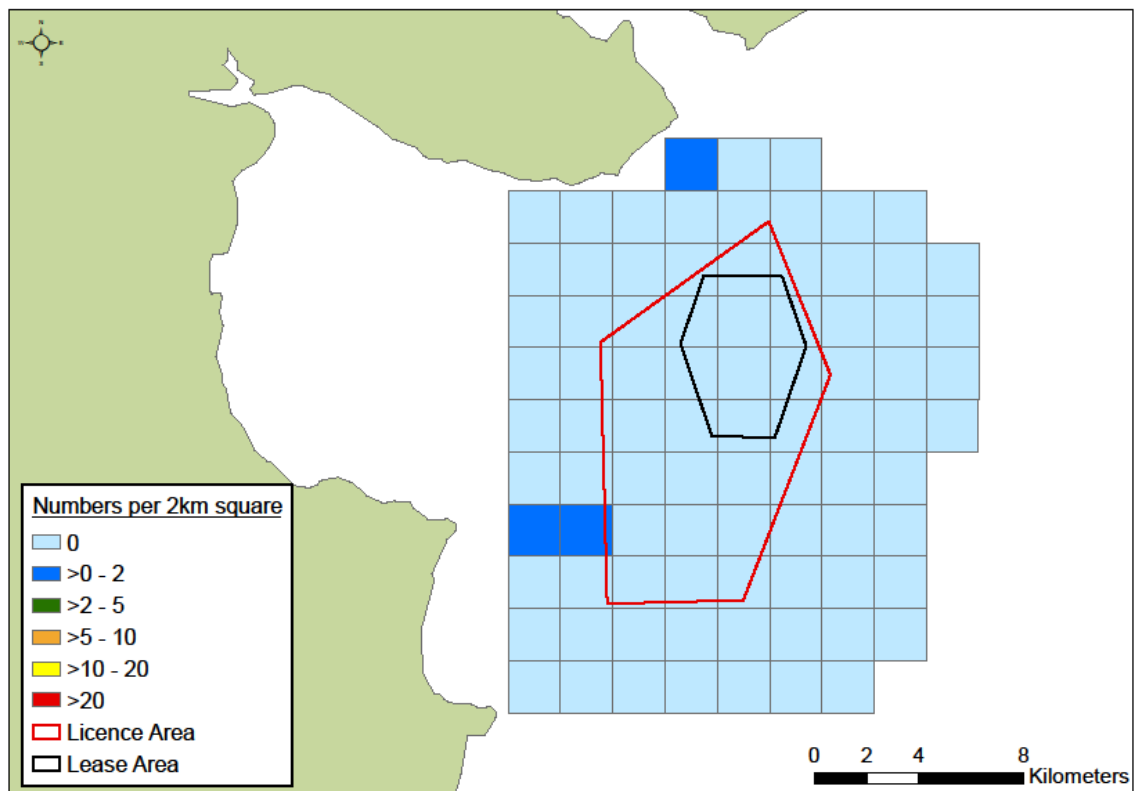 N
W E
S
Numbers per 2km square
0
>0 - 2
>2 - 5
>5 - 10
>10 - 20
>20
Licence Area
Lease Area
0 2 4 8
Kilometers